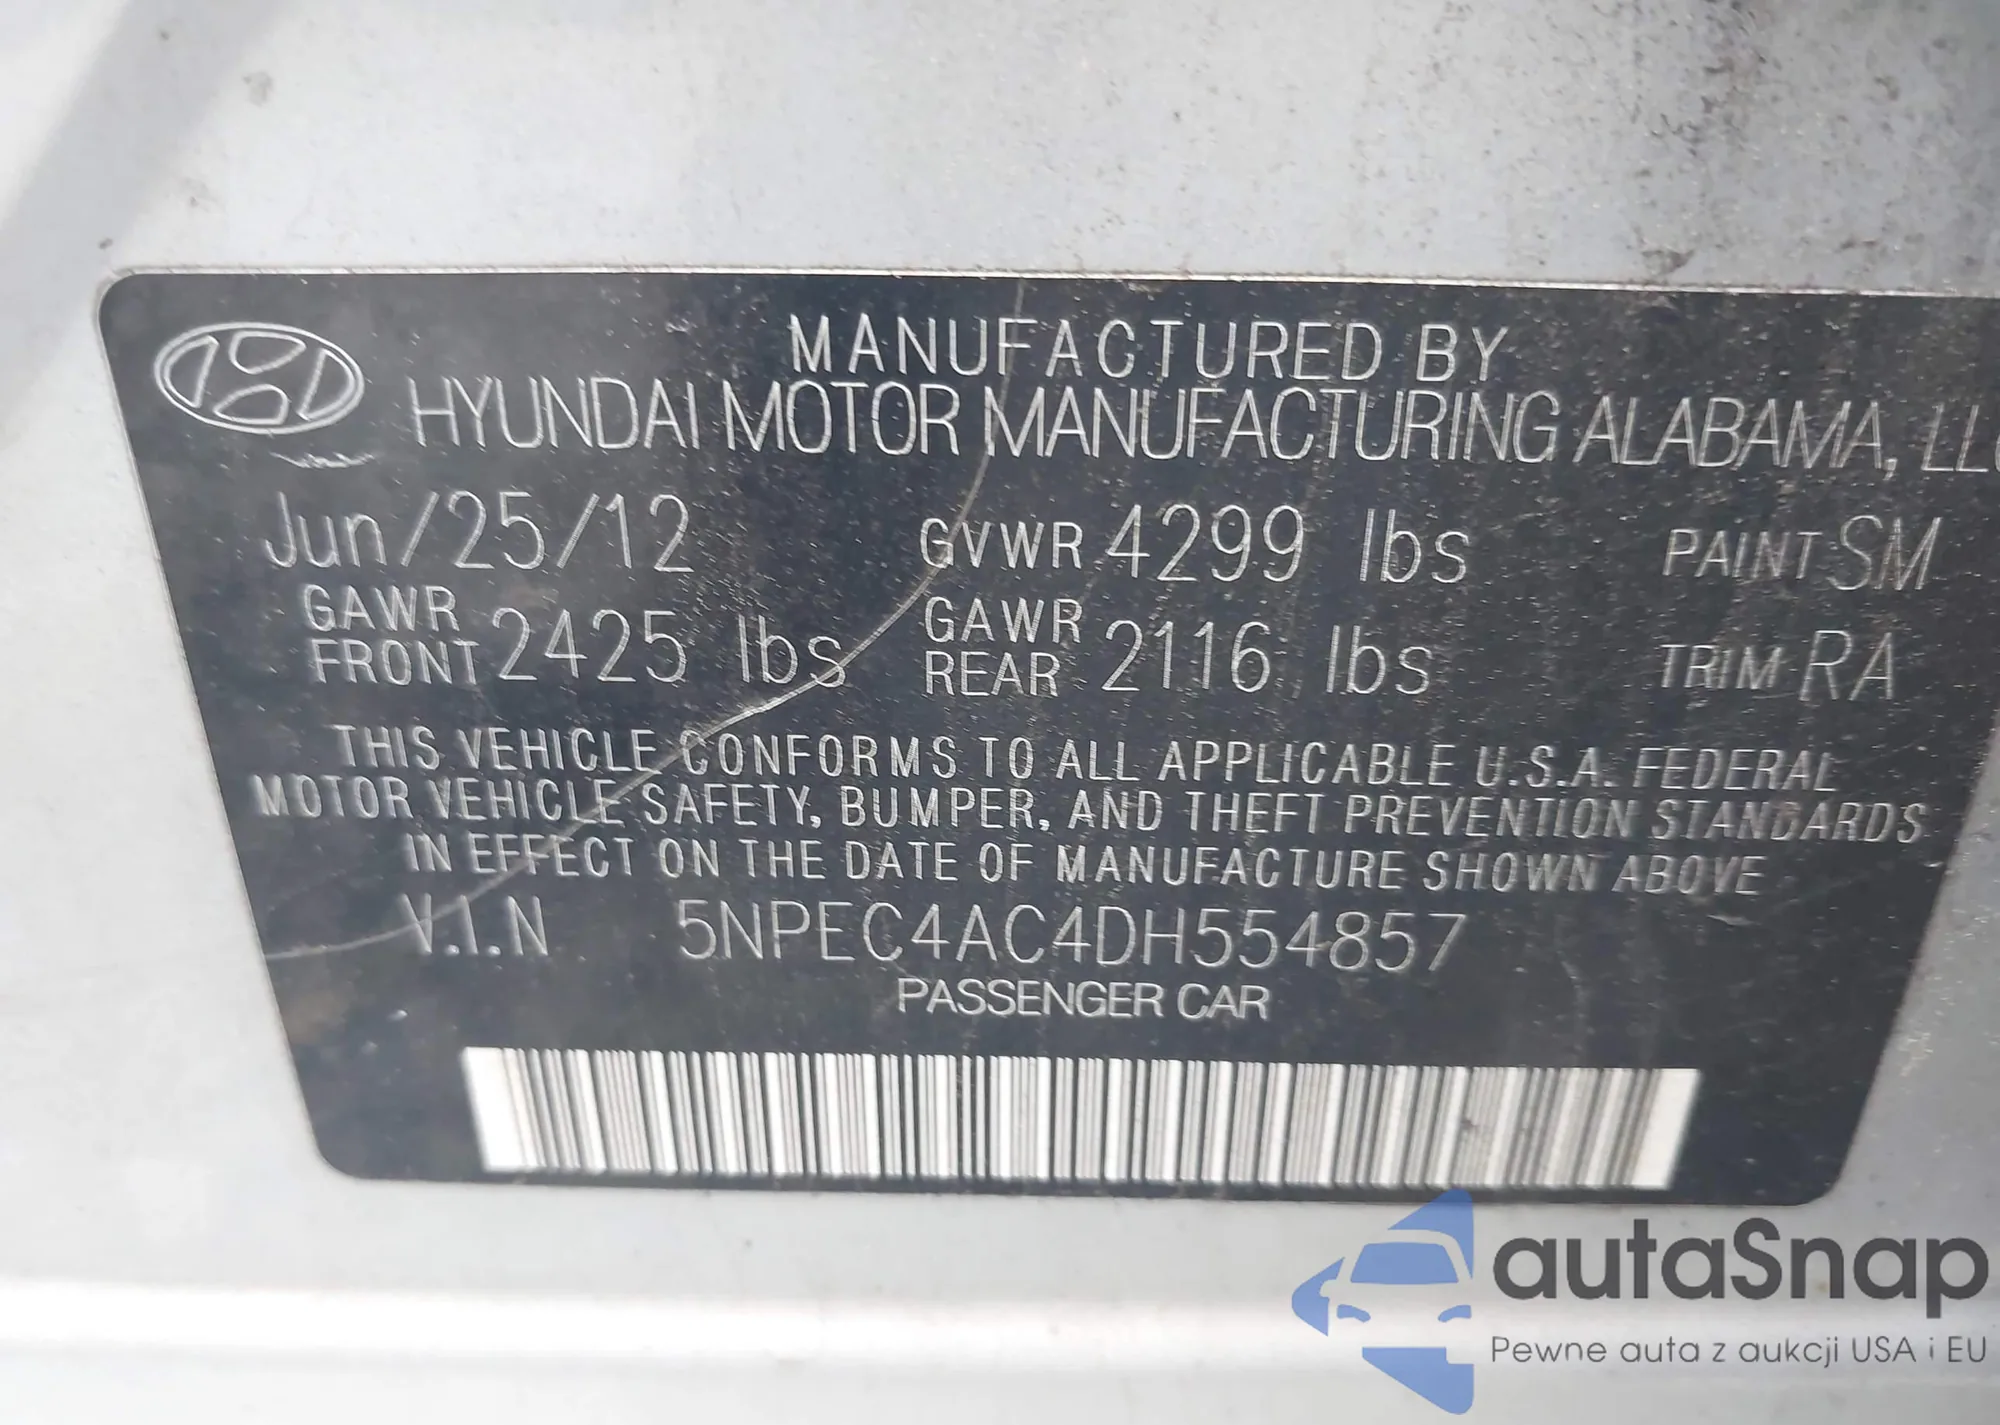 MANUFACTURED BY
HYUNDAI MOTOR MANUFACTURING ALABAMA, LLC
Jun/25/12 GVWR 4299 lbs PAINT SM
GAWR FRONT 2425 lbs GAWR REAR 2116 lbs TRIM RA
THIS VEHICLE CONFORMS TO ALL APPLICABLE U.S.A. FEDERAL
MOTOR VEHICLE SAFETY, BUMPER, AND THEFT PREVENTION STANDARDS
IN EFFECT ON THE DATE OF MANUFACTURE SHOWN ABOVE
V.I.N 5NPEC4AC4DH554857
PASSENGER CAR
autaSnap
Pewne auta z aukcji USA i EU